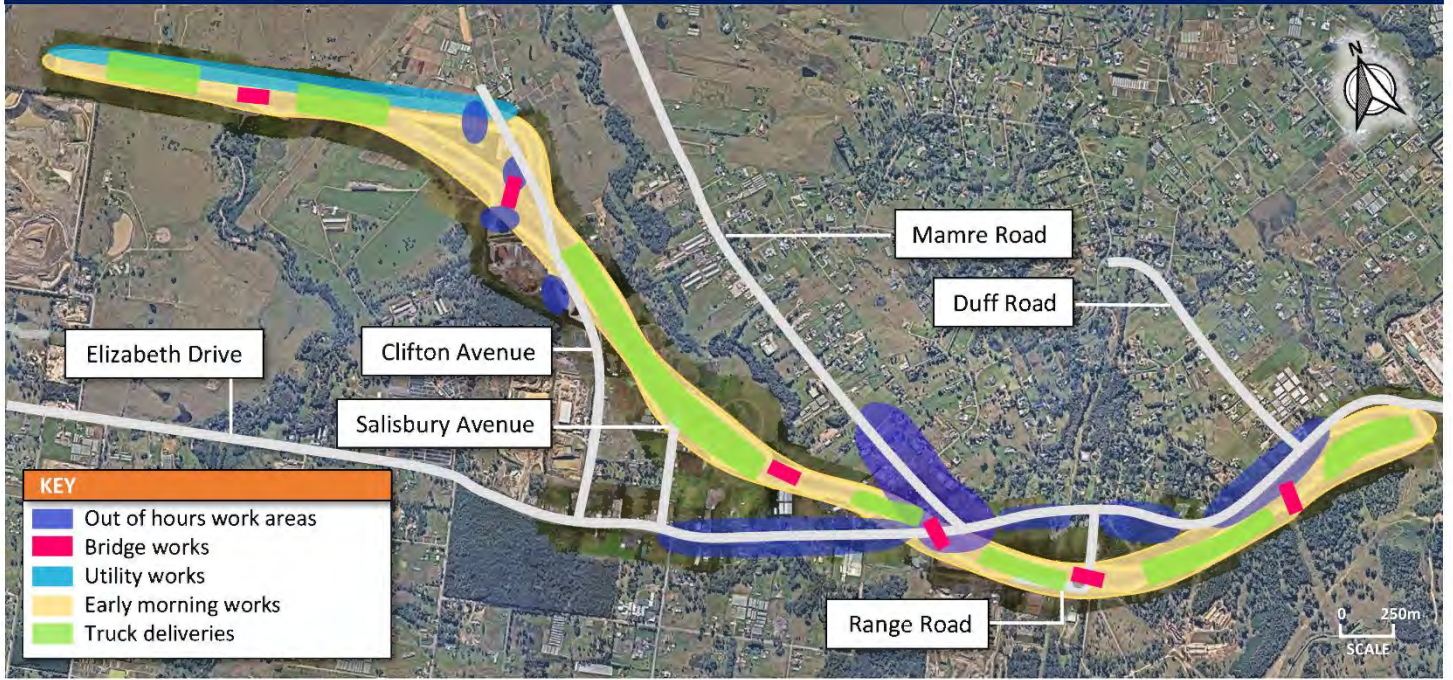 N
Mamre Road
Duff Road
Elizabeth Drive
Clifton Avenue
Salisbury Avenue
KEY
Out of hours work areas
Bridge works
Utility works
Early morning works
Truck deliveries
Range Road
0 250m
SCALE